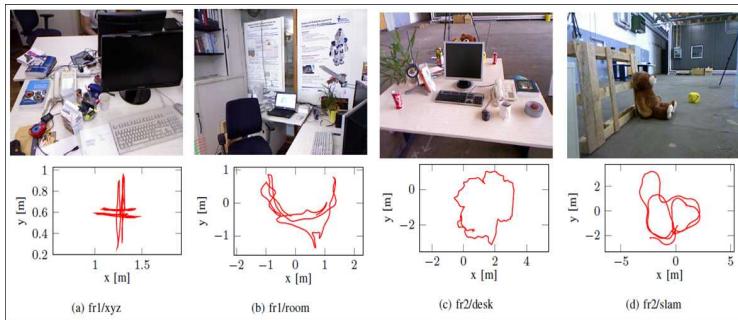 1
0.8
0.6
0.4
0.2
y [m]
1
1.5
x [m]
(a) fr1/xyz
1
0
−1
y [m]
−2
−1
0
1
2
x [m]
(b) fr1/room
0
−2
y [m]
−2
0
2
4
x [m]
(c) fr2/desk
2
0
−2
y [m]
−5
0
5
x [m]
(d) fr2/slam